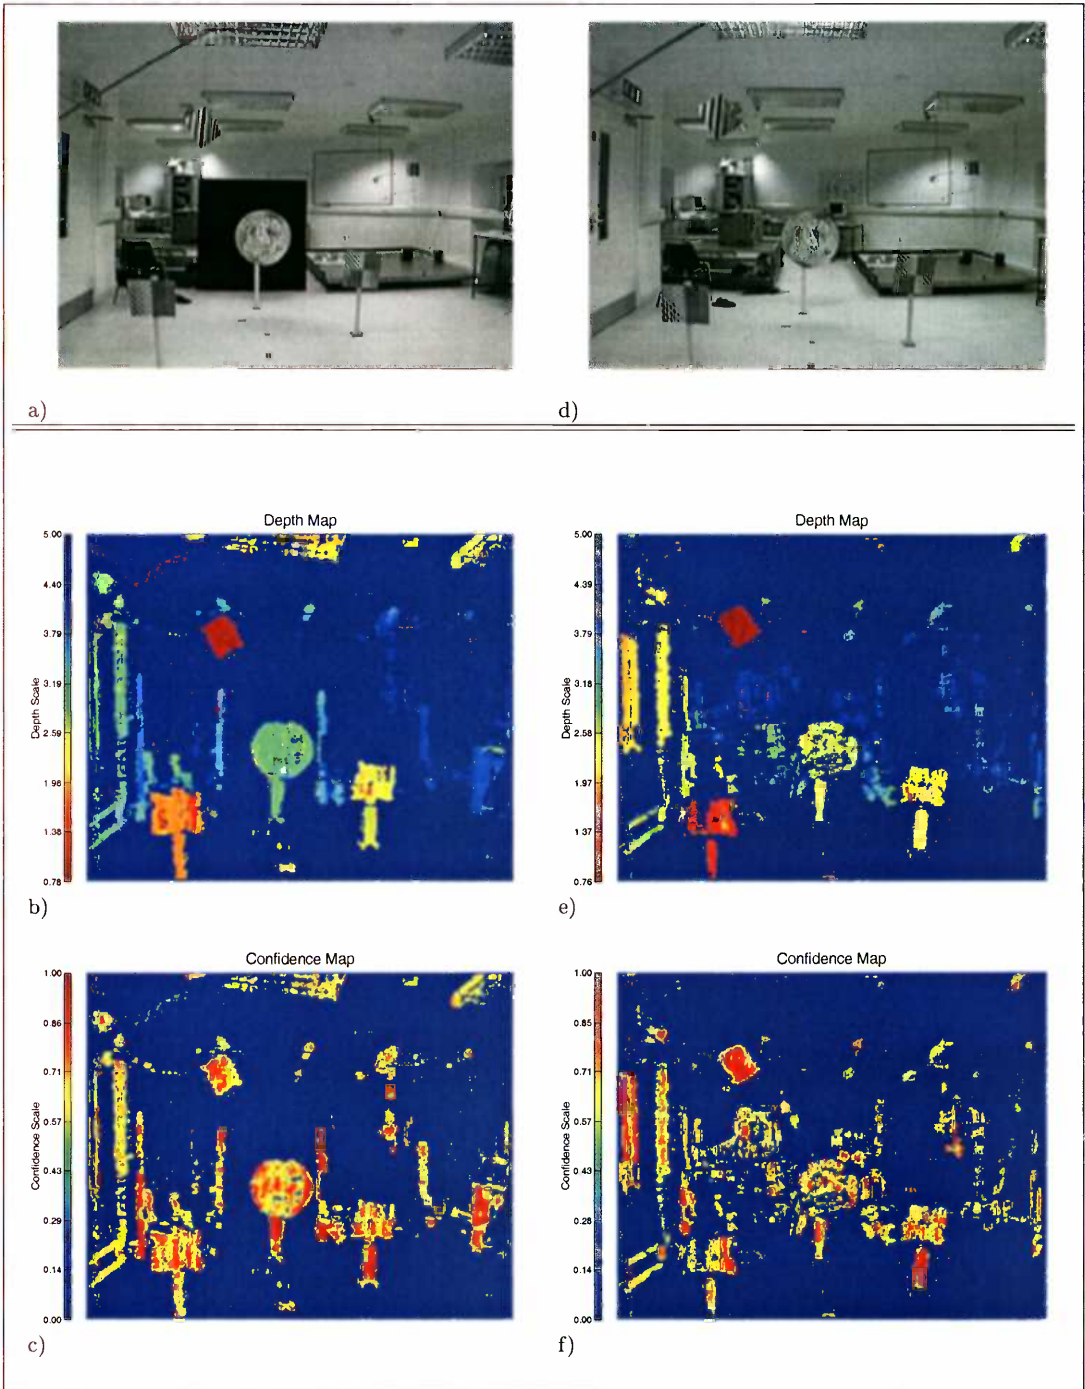 a)
d)
Depth Map
5.00
4.40
3.79
3.19
2.59
1.98
1.38
0.78
Depth Scale
b)
Depth Map
5.00
4.39
3.79
3.18
2.58
1.97
1.37
0.76
Depth Scale
e)
Confidence Map
1.00
0.86
0.71
0.57
0.43
0.29
0.14
0.00
Confidence Scale
c)
Confidence Map
1.00
0.85
0.71
0.57
0.43
0.28
0.14
0.00
Confidence Scale
f)